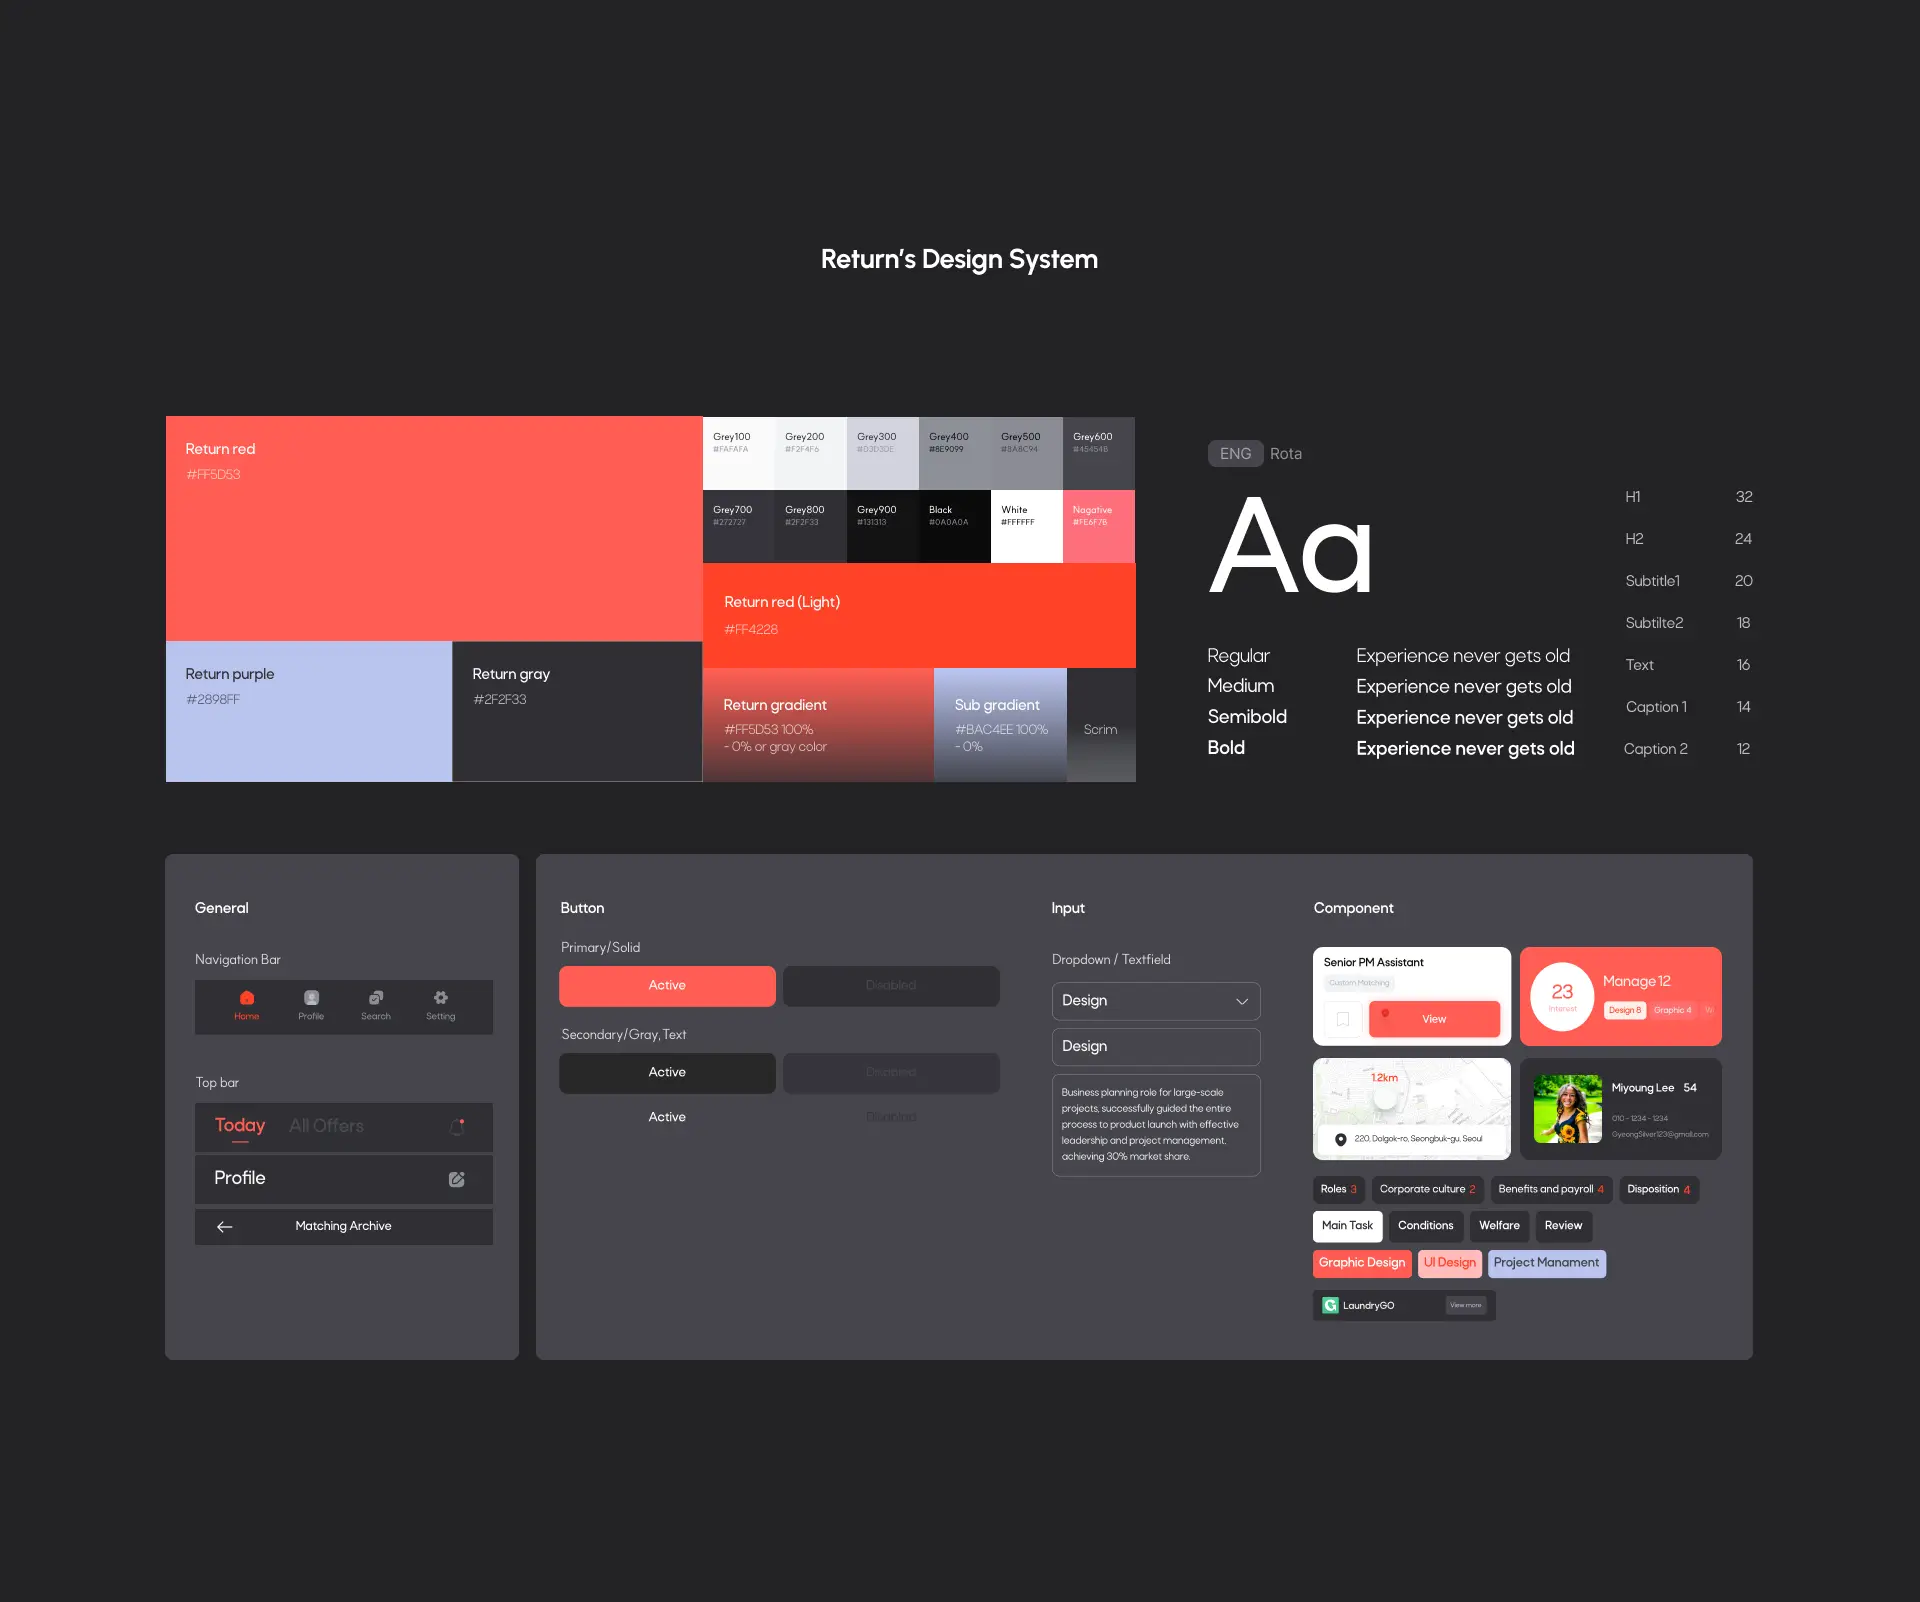 Return's Design System
Return red
#FF5D53
Grey100
#FAFAFA
Grey200
#F2F4F6
Grey300
#D3D3DE
Grey400
#8E9099
Grey500
#8A8C94
Grey600
#45454B
Grey700
#272727
Grey800
#2F2F33
Grey900
#131313
Black
#0A0A0A
White
#FFFFFF
Nagative
#FE6F7B
Return red (Light)
#FF4228
Return purple
#2898FF
Return gray
#2F2F33
Return gradient
#FF5D53 100%
- 0% or gray color
Sub gradient
#BAC4EE 100%
- 0%
Scrim
ENG Rota
Aa
Regular Experience never gets old
Medium Experience never gets old
Semibold Experience never gets old
Bold Experience never gets old
H1 32
H2 24
Subtitle1 20
Subtilte2 18
Text 16
Caption 1 14
Caption 2 12
General
Navigation Bar
Home Profile Search Setting
Top bar
Today All Offers
Profile
Matching Archive
Button
Primary/Solid
Active Disabled
Secondary/Gray,Text
Active Disabled
Active Disabled
Input
Dropdown / Textfield
Design
Design
Business planning role for large-scale
projects, successfully guided the entire
process to product launch with effective
leadership and project management,
achieving 30% market share.
Component
Senior PM Assistant
Custom Matching
View
23
Interest
Manage 12
Design 8 Graphic 4 W
1.2km
220, Dolgok-ro, Seongbuk-gu, Seoul
Miyoung Lee 54
010 - 1234 - 1234
GyeongSilver123@gmail.com
Roles 3 Corporate culture 2 Benefits and payroll 4 Disposition 4
Main Task Conditions Welfare Review
Graphic Design UI Design Project Manament
LaundryGO View more